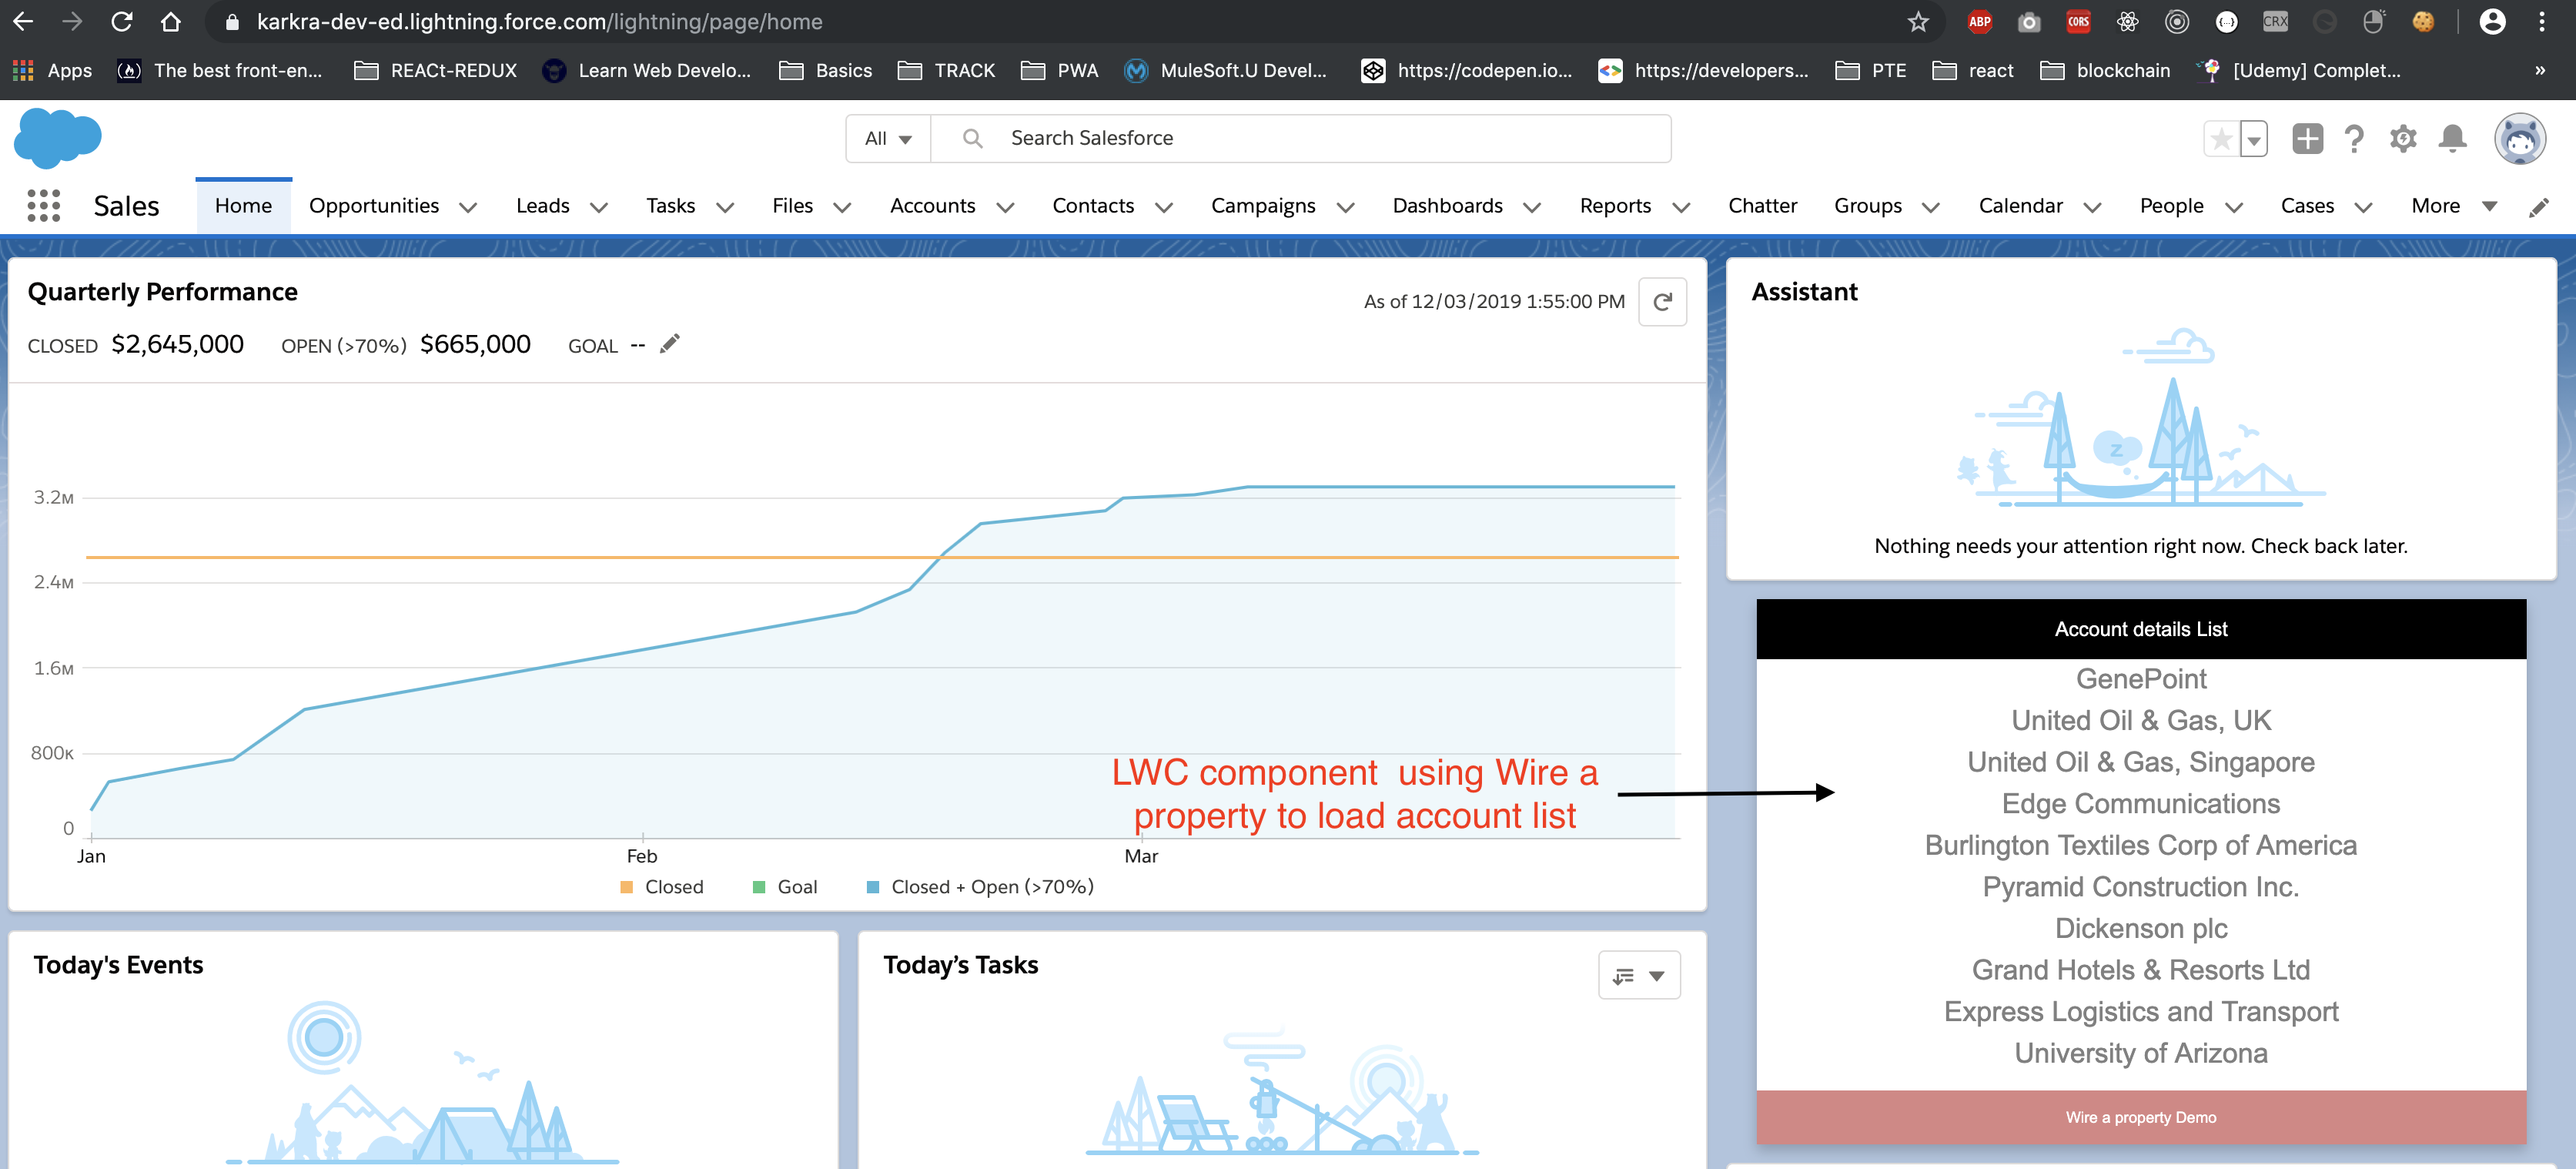 karkra-dev-ed.lightning.force.com/lightning/page/home
ABP
CORS
{...}
CRX
Apps
(🔥)
The best front-en...
REACt-REDUX
Learn Web Develo...
Basics
TRACK
PWA
MuleSoft.U Devel...
https://codepen.io...
https://developers...
PTE
react
blockchain
[Udemy] Complet...
»
All
Search Salesforce
Sales
Home
Opportunities
Leads
Tasks
Files
Accounts
Contacts
Campaigns
Dashboards
Reports
Chatter
Groups
Calendar
People
Cases
More
Quarterly Performance
As of 12/03/2019 1:55:00 PM
CLOSED $2,645,000 OPEN (>70%) $665,000 GOAL --
3.2M
2.4M
1.6M
800K
0
Jan
Feb
Mar
LWC component using Wire a
property to load account list
Closed
Goal
Closed + Open (>70%)
Assistant
z
Nothing needs your attention right now. Check back later.
Account details List
GenePoint
United Oil & Gas, UK
United Oil & Gas, Singapore
Edge Communications
Burlington Textiles Corp of America
Pyramid Construction Inc.
Dickenson plc
Grand Hotels & Resorts Ltd
Express Logistics and Transport
University of Arizona
Wire a property Demo
Today's Events
Today’s Tasks